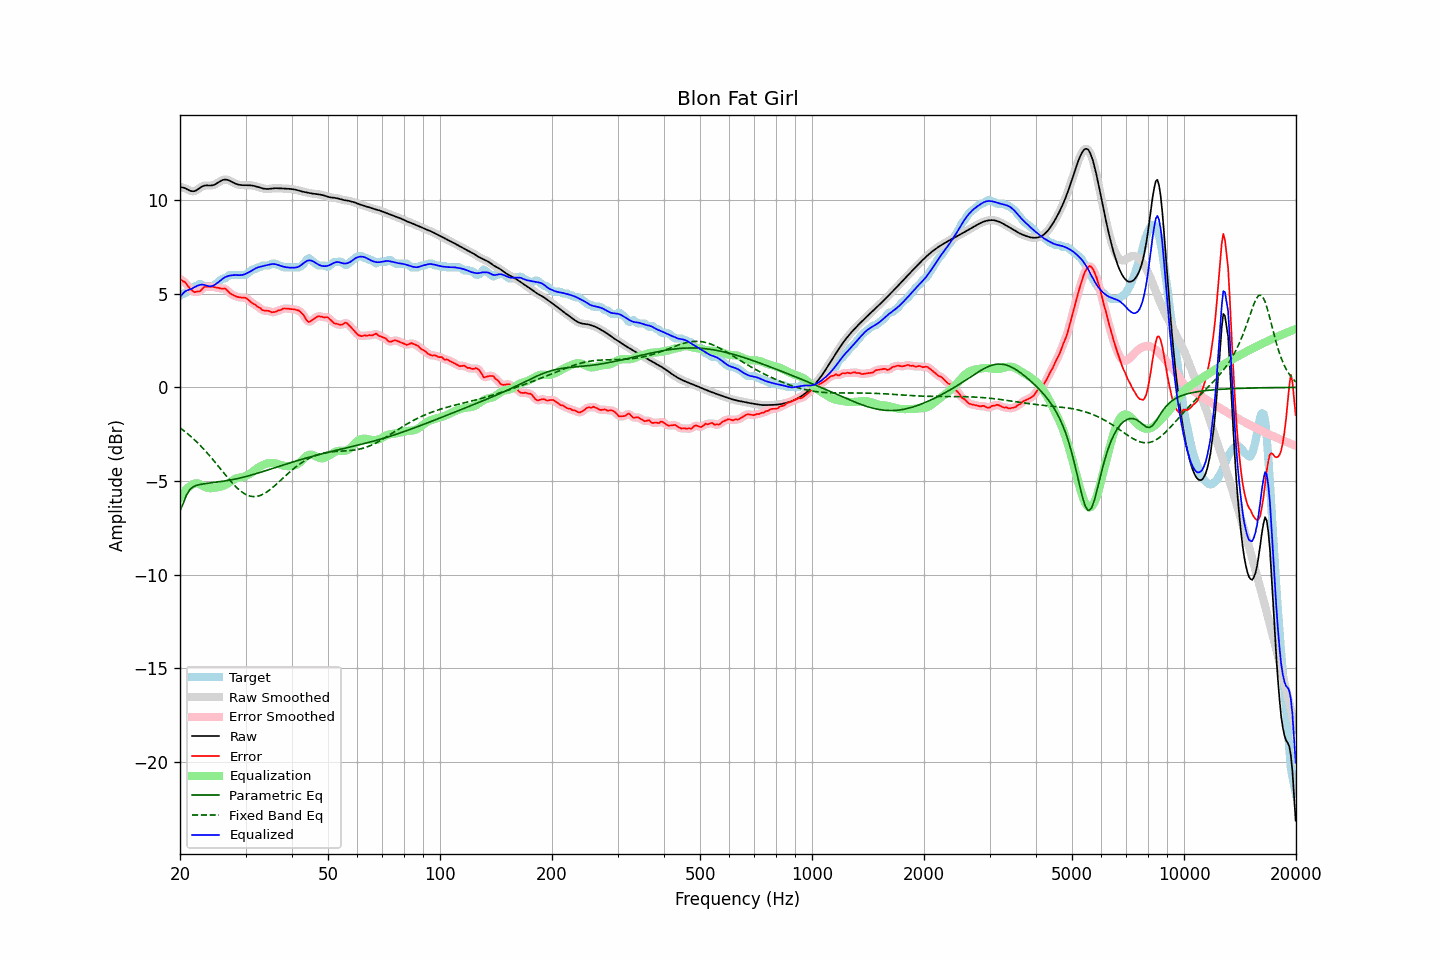 Blon Fat Girl
10
5
0
−5
−10
−15
−20
Amplitude (dBr)
Target
Raw Smoothed
Error Smoothed
Raw
Error
Equalization
Parametric Eq
Fixed Band Eq
Equalized
20 50 100 200 500 1000 2000 5000 10000 20000
Frequency (Hz)